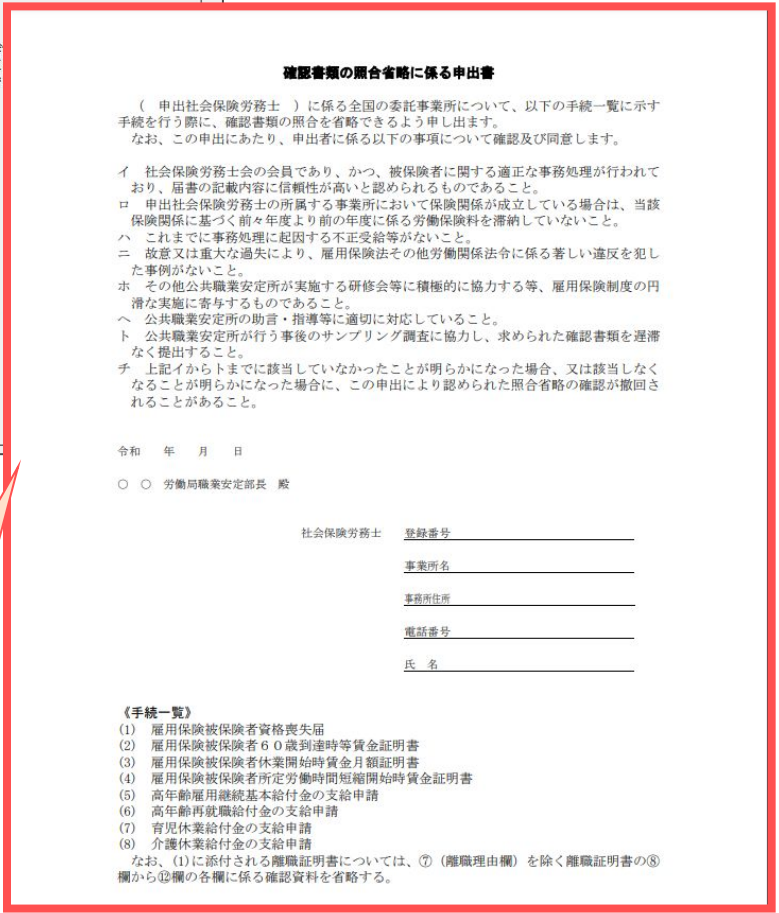 確認書類の照合省略に係る申出書
（　申出社会保険労務士　）に係る全国の委託事業所について、以下の手続一覧に示す
手続を行う際に、確認書類の照合を省略できるよう申し出ます。
なお、この申出にあたり、申出者に係る以下の事項について確認及び同意します。
イ　社会保険労務士会の会員であり、かつ、被保険者に関する適正な事務処理が行われて
おり、届書の記載内容に信頼性が高いと認められるものであること。
ロ　申出社会保険労務士の所属する事業所において保険関係が成立している場合は、当該
保険関係に基づく前々年度より前の年度に係る労働保険料を滞納していないこと。
ハ　これまでに事務処理に起因する不正受給等がないこと。
ニ　故意又は重大な過失により、雇用保険法その他労働関係法令に係る著しい違反を犯し
た事例がないこと。
ホ　その他公共職業安定所が実施する研修会等に積極的に協力する等、雇用保険制度の円
滑な実施に寄与するものであること。
ヘ　公共職業安定所の助言・指導等に適切に対応していること。
ト　公共職業安定所が行う事後のサンプリング調査に協力し、求められた確認書類を遅滞
なく提出すること。
チ　上記イからトまでに該当していなかったことが明らかになった場合、又は該当しなく
なることが明らかになった場合に、この申出により認められた照合省略の確認が撤回さ
れることがあること。
令和　年　月　日
○ ○ 労働局職業安定部長 殿
社会保険労務士　登録番号
事業所名
事務所住所
電話番号
氏　名
《手続一覧》
(1)　雇用保険被保険者資格喪失届
(2)　雇用保険被保険者６０歳到達時等賃金証明書
(3)　雇用保険被保険者休業開始時賃金月額証明書
(4)　雇用保険被保険者所定労働時間短縮開始時賃金証明書
(5)　高年齢雇用継続基本給付金の支給申請
(6)　高年齢再就職給付金の支給申請
(7)　育児休業給付金の支給申請
(8)　介護休業給付金の支給申請
なお、(1)に添付される離職証明書については、⑦（離職理由欄）を除く離職証明書の⑧
欄から⑫欄の各欄に係る確認資料を省略する。